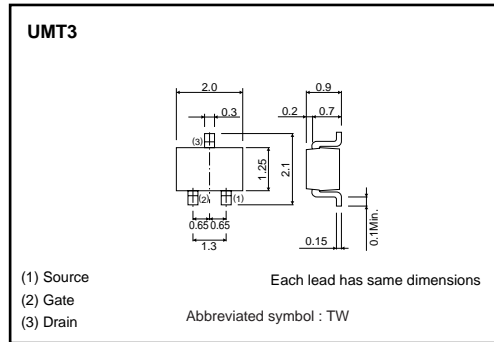 UMT3
2.0
0.3
(3)
1.25
2.1
(2)
(1)
0.65 0.65
1.3
0.9
0.2
0.7
0.15
0.1Min.
(1) Source
(2) Gate
(3) Drain
Each lead has same dimensions
Abbreviated symbol : TW